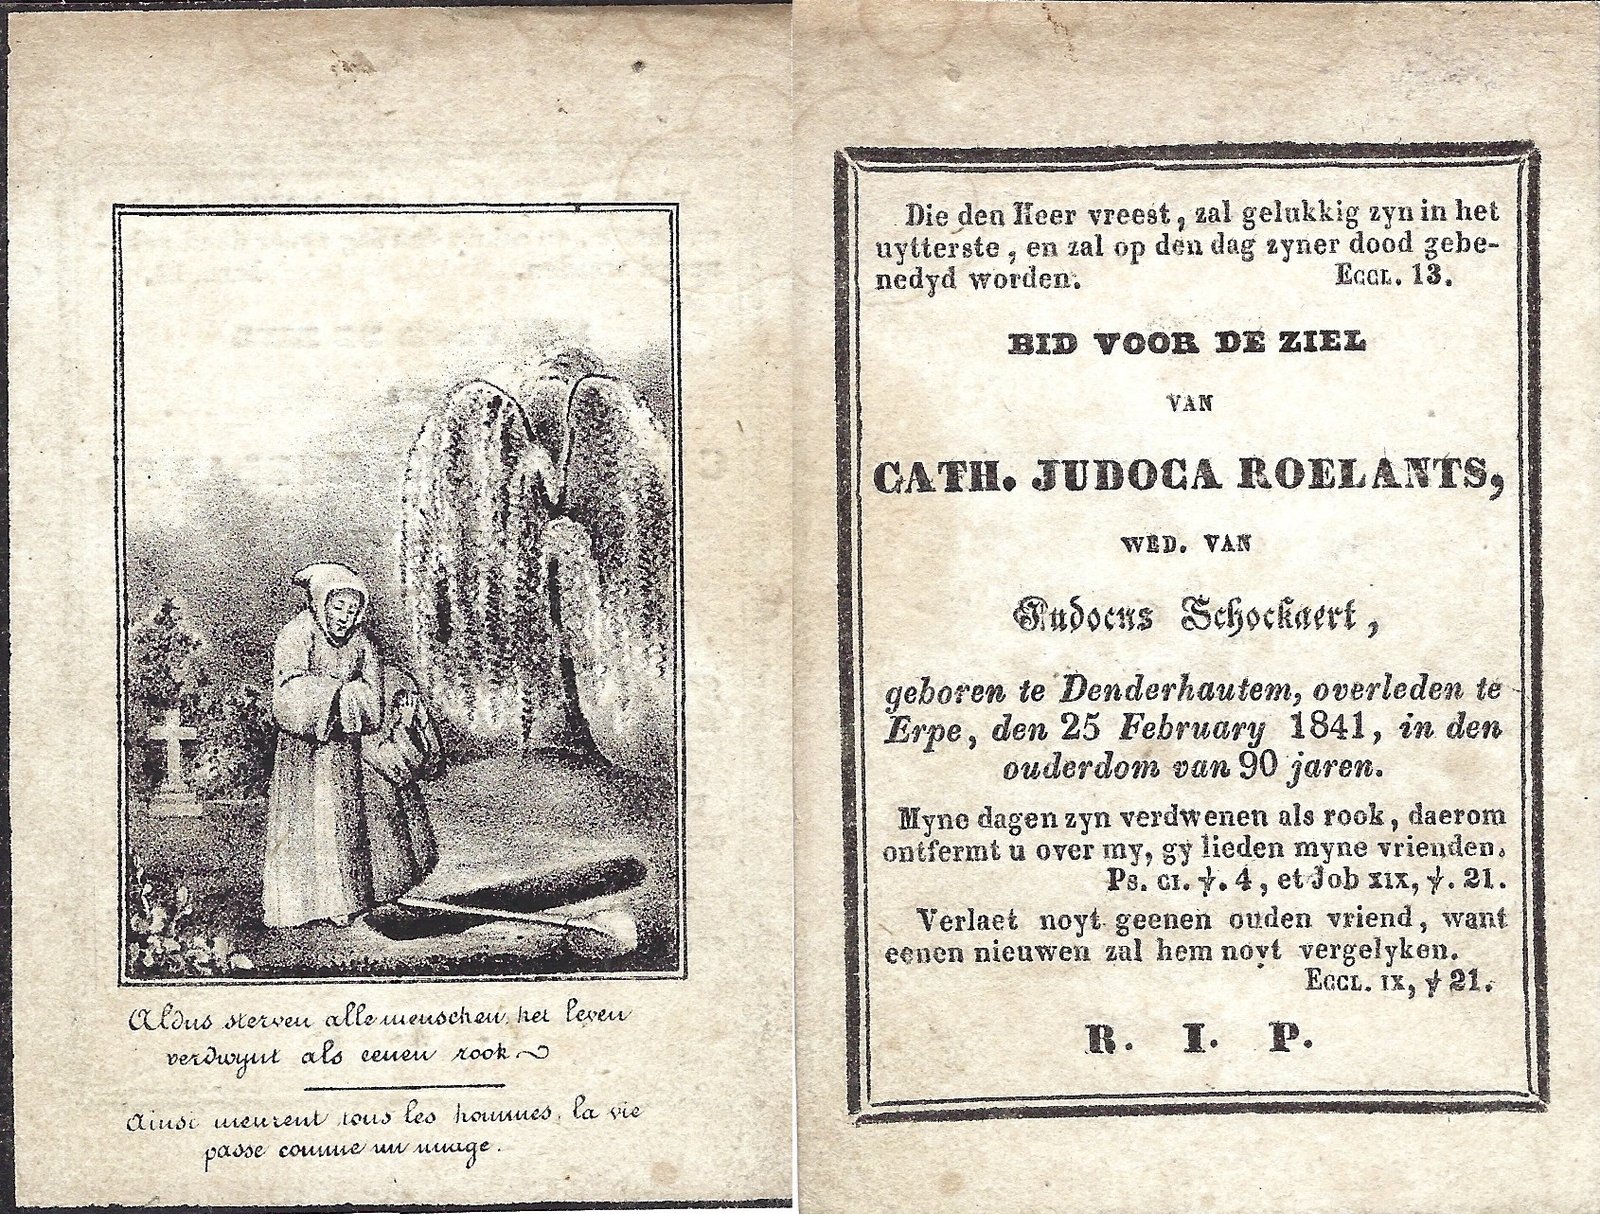 Aldus sterven alle menschen, het leven
verdwynt als eenen rook
Ainsi meurent tous les hommes, la vie
passe comme un nuage.
Die den Heer vreest, zal gelukkig zyn in het
uytterste, en zal op den dag zyner dood gebe-
nedyd worden. Eccl. 13.
BID VOOR DE ZIEL
VAN
CATH. JUDOCA ROELANTS,
WED. VAN
Judocus Schockaert,
geboren te Denderhautem, overleden te
Erpe, den 25 February 1841, in den
ouderdom van 90 jaren.
Myne dagen zyn verdwenen als rook, daerom
ontfermt u over my, gy lieden myne vrienden.
Ps. CI. ℣. 4, et Job XIX, ℣. 21.
Verlaet noyt geenen ouden vriend, want
eenen nieuwen zal hem noyt vergelyken.
Eccl. IX, ℣ 21.
R. I. P.